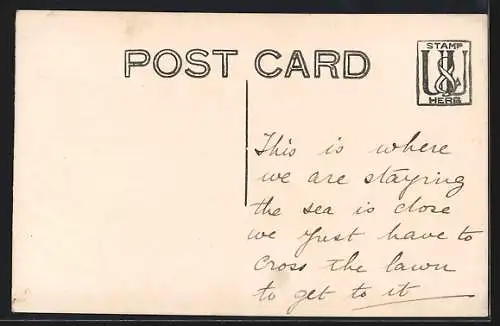 POST CARD
STAMP
U&U
HERE
This is where
we are staying
the sea is close
we just have to
cross the lawn
to get to it